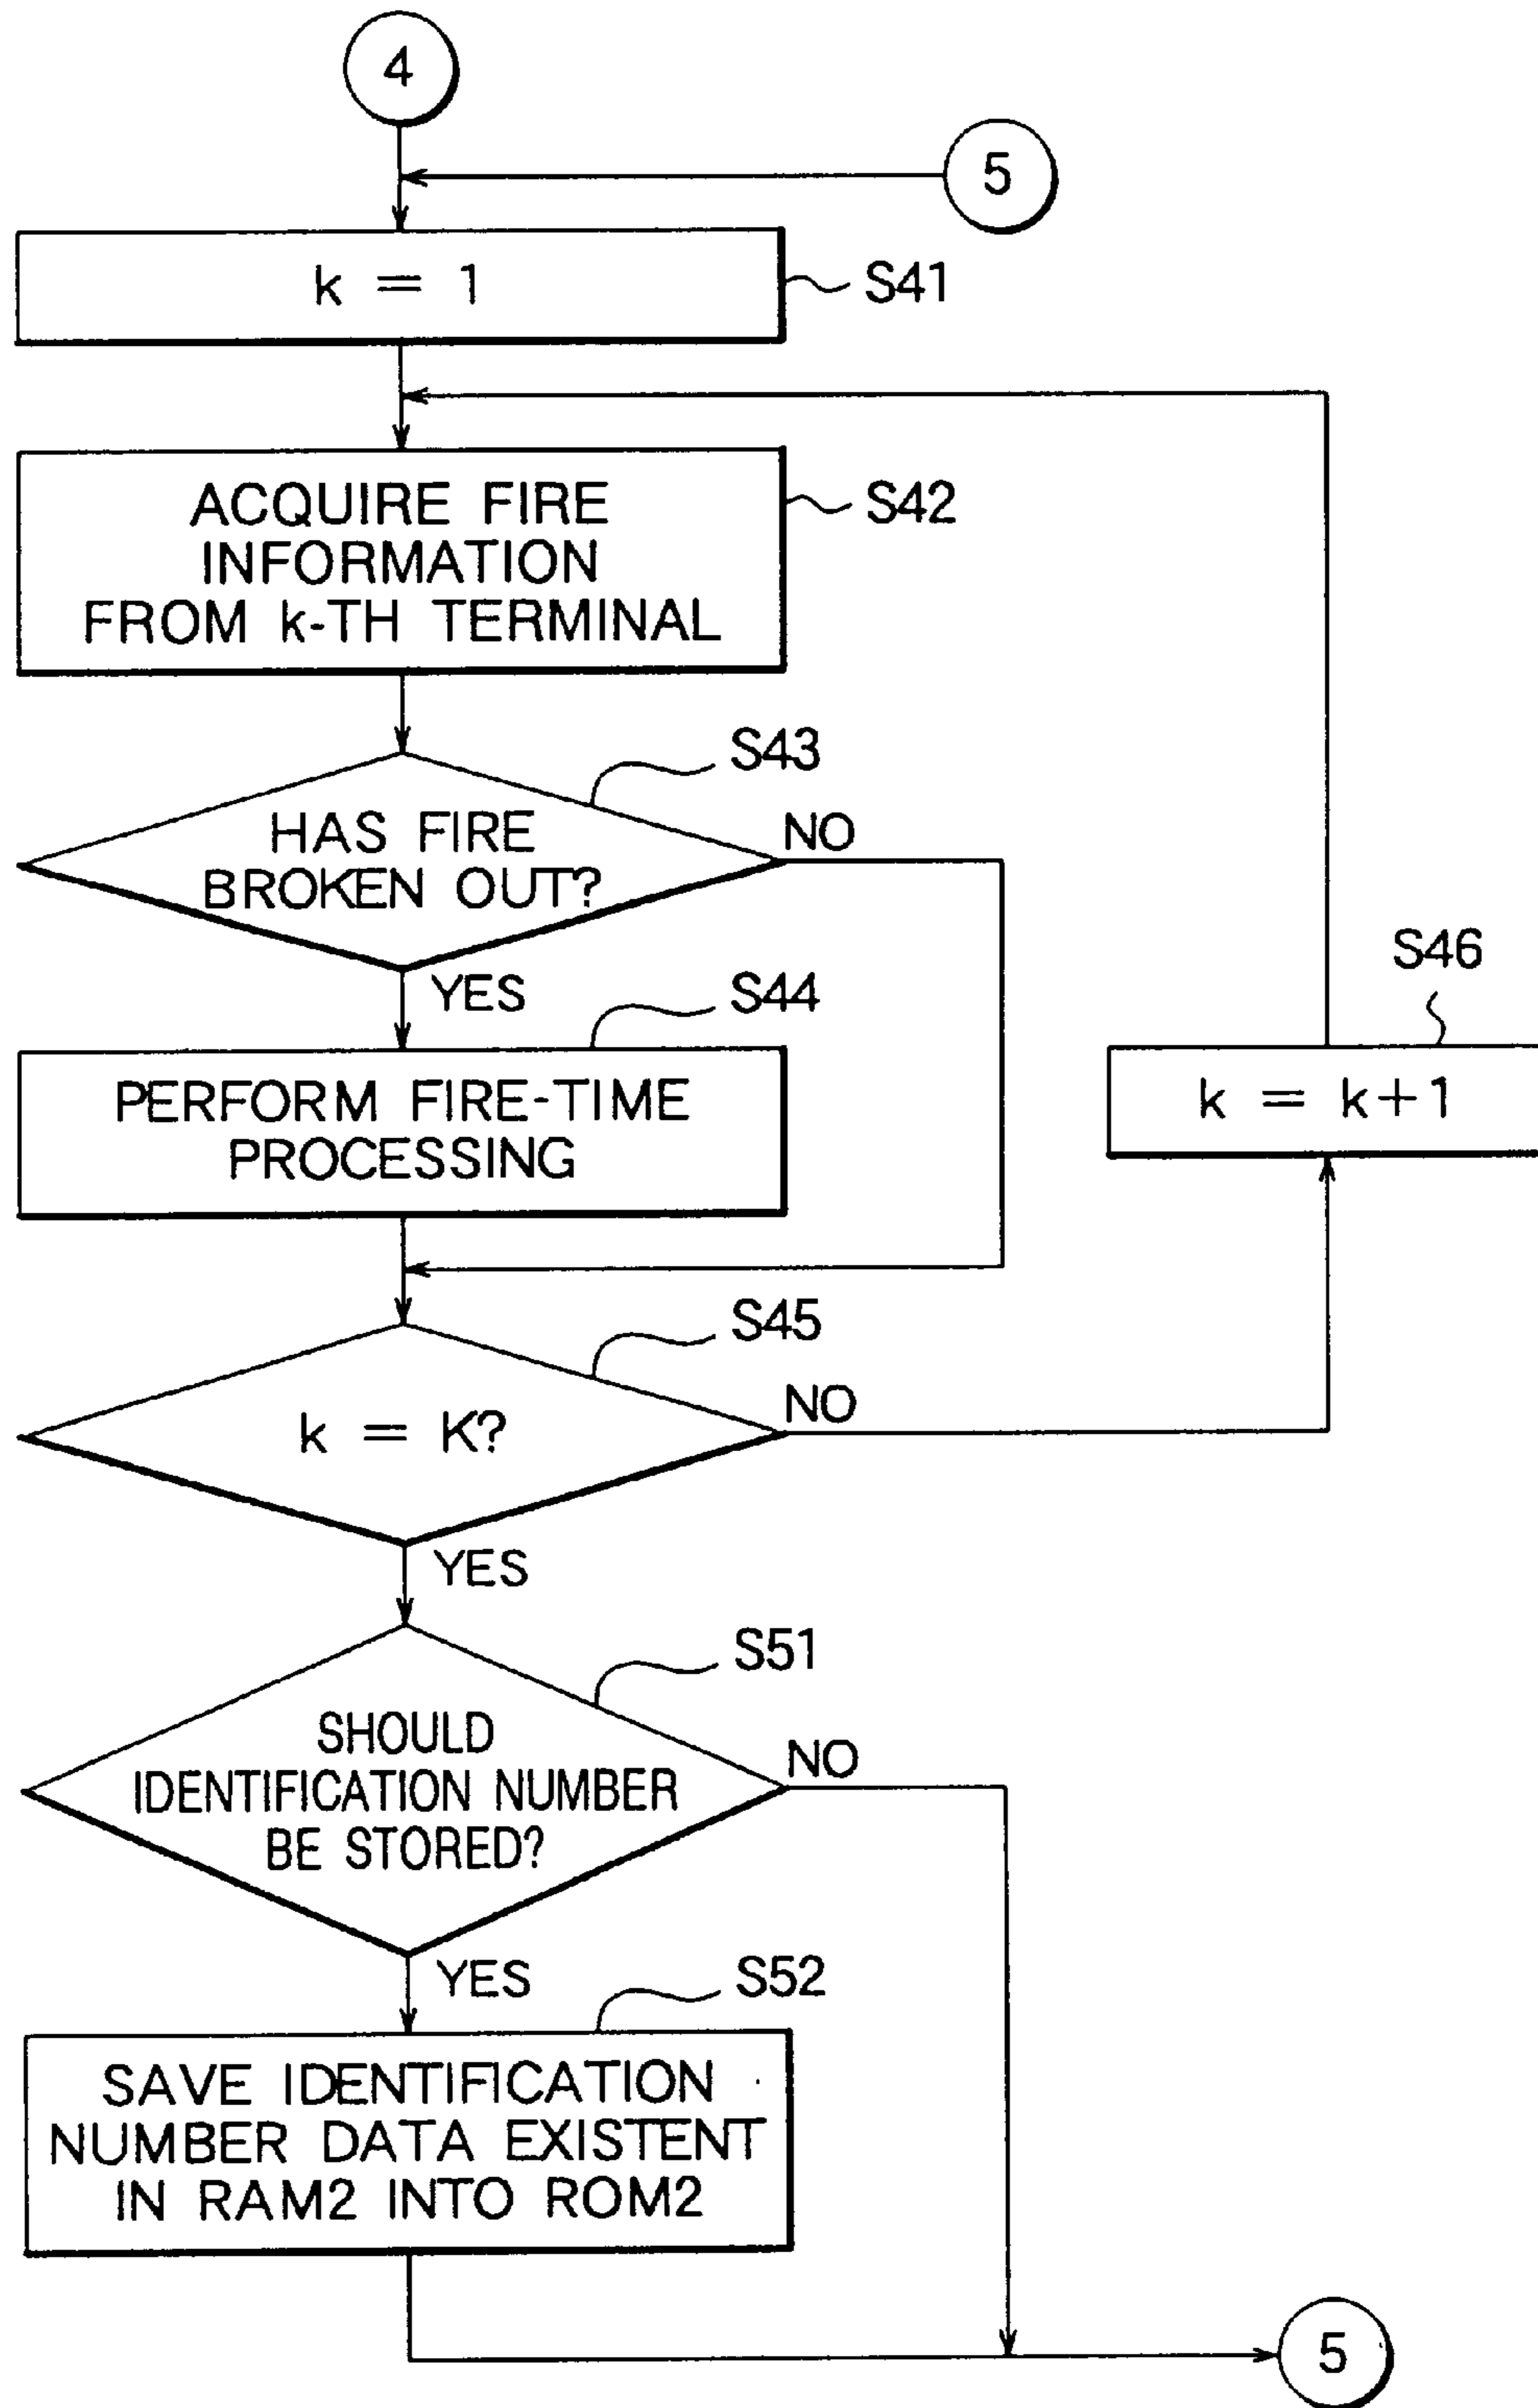 4
5
k = 1
S41
ACQUIRE FIRE
INFORMATION
FROM k-TH TERMINAL
S42
S43
HAS FIRE
BROKEN OUT?
NO
YES
S44
S46
PERFORM FIRE-TIME
PROCESSING
k = k+1
S45
k = K?
NO
YES
S51
SHOULD
IDENTIFICATION NUMBER
BE STORED?
NO
YES
S52
SAVE IDENTIFICATION
NUMBER DATA EXISTENT
IN RAM2 INTO ROM2
5